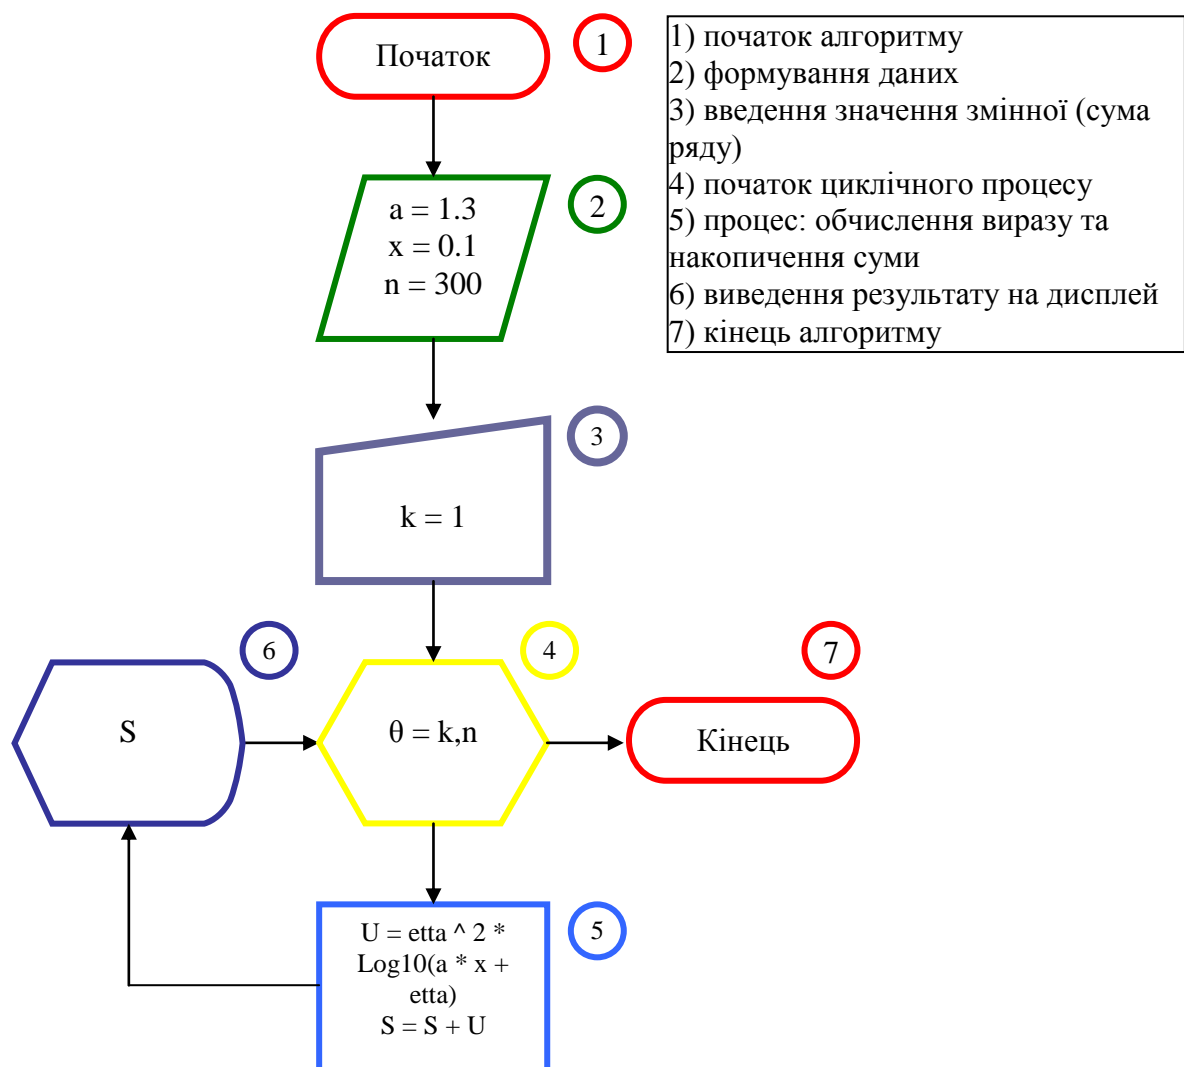 Початок
1
1) початок алгоритму
2) формування даних
3) введення значення змінної (сума
ряду)
4) початок циклічного процесу
5) процес: обчислення виразу та
накопичення суми
6) виведення результату на дисплей
7) кінець алгоритму
a = 1.3
x = 0.1
n = 300
2
3
k = 1
6
4
7
S
θ = k,n
Кінець
U = etta ^ 2 *
Log10(a * x +
etta)
S = S + U
5